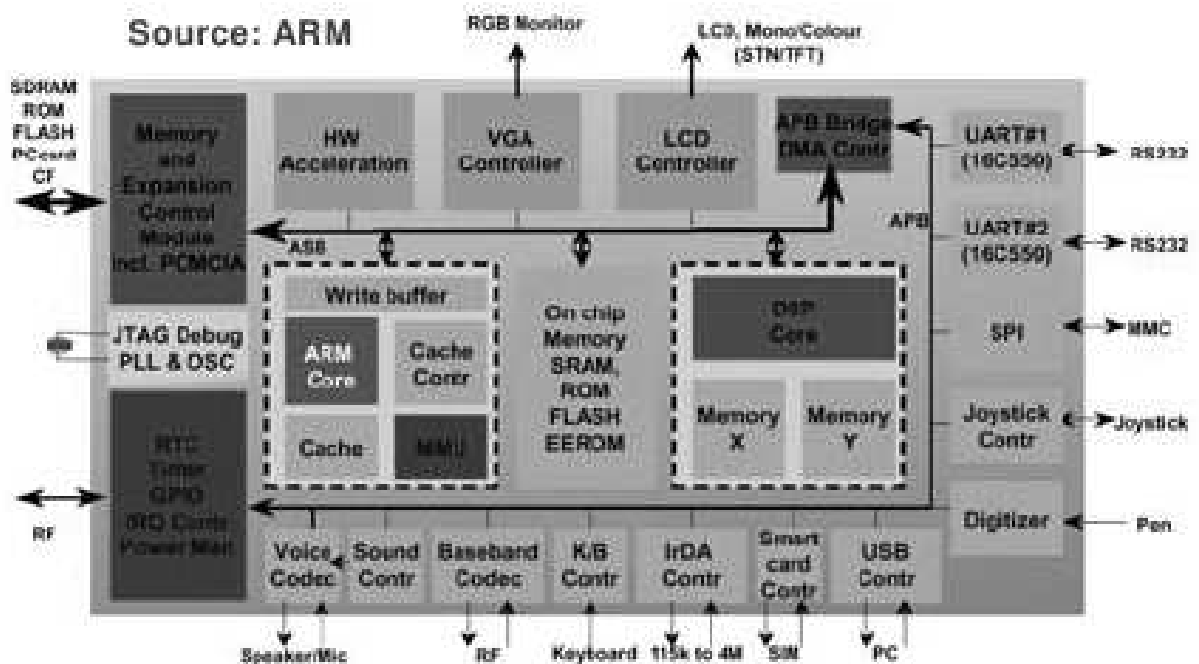 Source: ARM
RGB Monitor
LCD, Mono/Colour
(STN/TFT)
SDRAM
ROM
FLASH
PCcard
CF
Memory
and
Expansion
Control
Module
incl. PCMCIA
HW
Acceleration
VGA
Controller
LCD
Controller
APB Bridge
DMA Contr
UART#1
(16C550)
RS232
ASB
APB
UART#2
(16C550)
RS232
Write buffer
ARM
Core
Cache
Contr
Cache
MMU
On chip
Memory
SRAM,
ROM
FLASH
EEROM
DSP
Core
Memory
X
Memory
Y
SPI
MMC
JTAG Debug
PLL & OSC
Joystick
Contr
Joystick
RTC
Timer
GPIO
IRQ Contr
Power Man
RF
Digitizer
Pen
Voice
Codec
Sound
Contr
Baseband
Codec
K/B
Contr
IrDA
Contr
Smart
card
Contr
USB
Contr
Speaker/Mic
RF
Keyboard
115k to 4M
SIM
PC